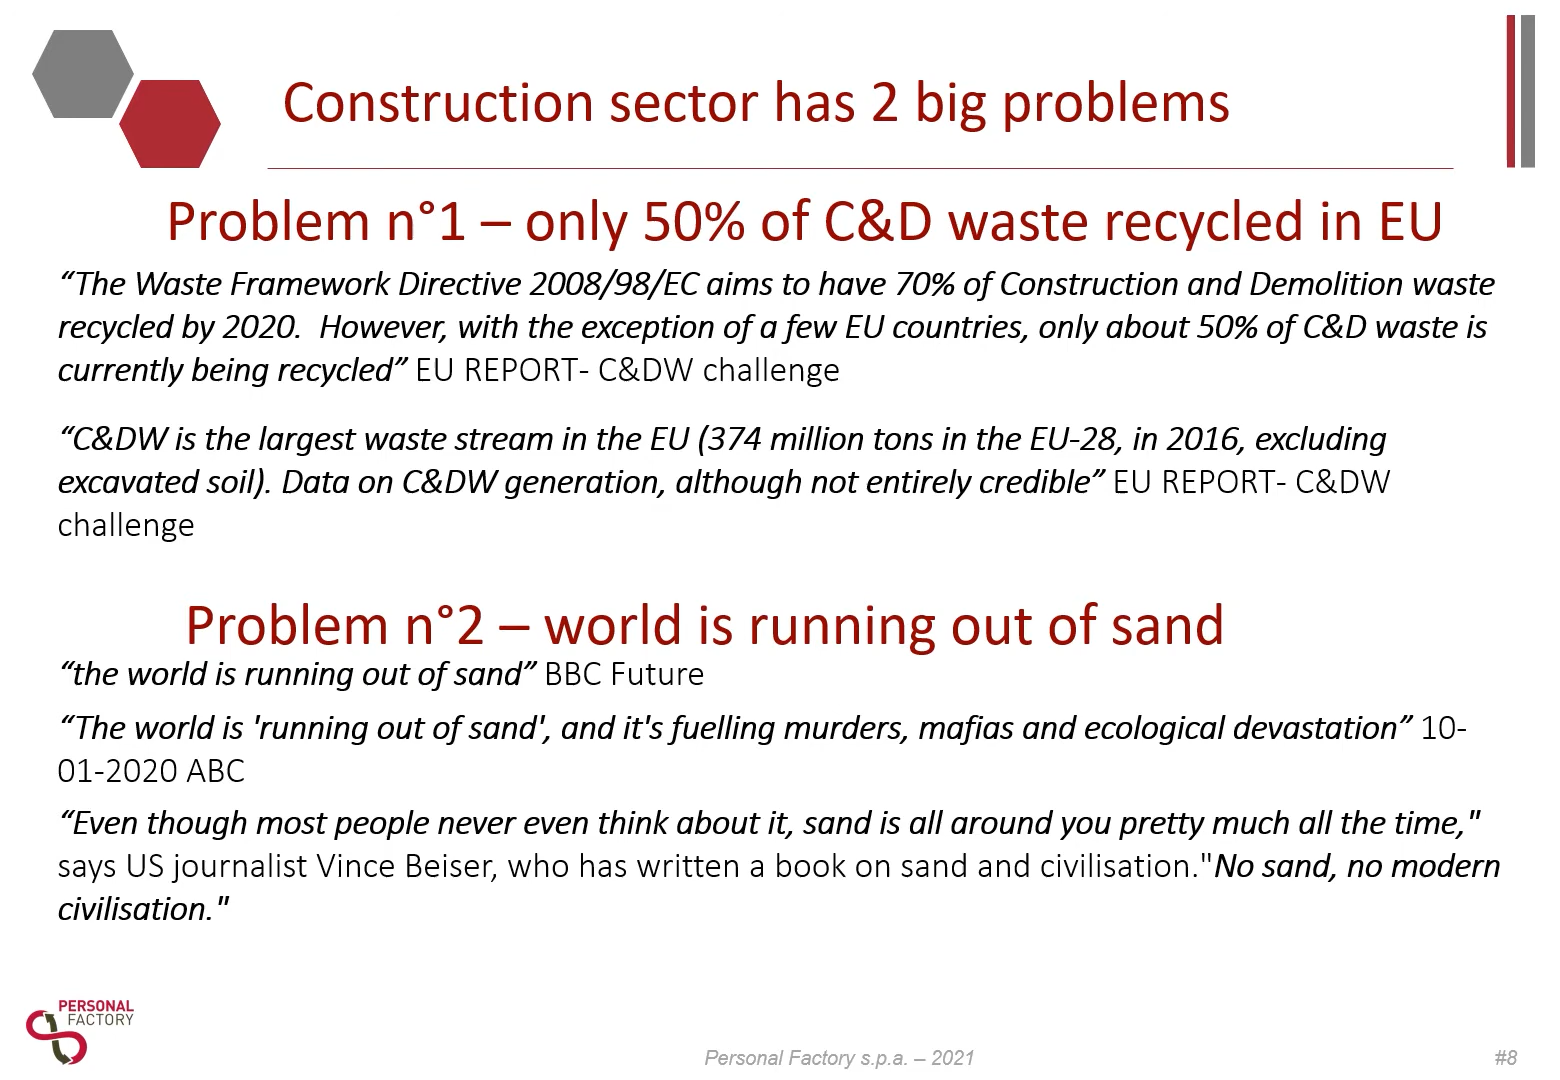 Construction sector has 2 big problems
Problem n°1 – only 50% of C&D waste recycled in EU
“The Waste Framework Directive 2008/98/EC aims to have 70% of Construction and Demolition waste
recycled by 2020.  However, with the exception of a few EU countries, only about 50% of C&D waste is
currently being recycled” EU REPORT- C&DW challenge
“C&DW is the largest waste stream in the EU (374 million tons in the EU-28, in 2016, excluding
excavated soil). Data on C&DW generation, although not entirely credible” EU REPORT- C&DW
challenge
Problem n°2 – world is running out of sand
“the world is running out of sand” BBC Future
“The world is 'running out of sand', and it's fuelling murders, mafias and ecological devastation” 10-
01-2020 ABC
“Even though most people never even think about it, sand is all around you pretty much all the time,"
says US journalist Vince Beiser, who has written a book on sand and civilisation."No sand, no modern
civilisation."
PERSONAL
FACTORY
Personal Factory s.p.a. – 2021
#8